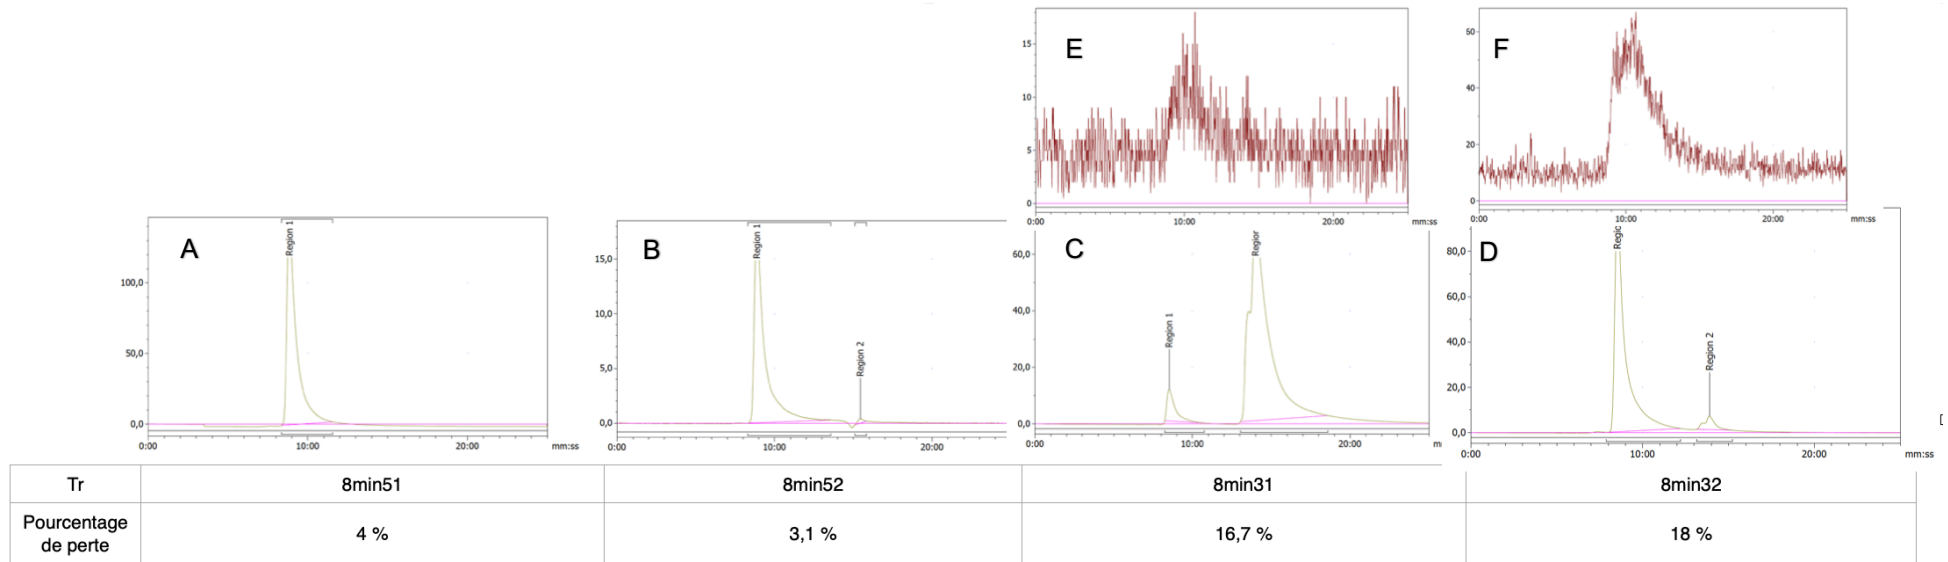 E
15
10
5
0
0:00 10:00 20:00 mm:ss
F
60
40
20
0
0:00 10:00 20:00 mm:ss
A
Region 1
100,0
50,0
0,0
0:00 10:00 20:00 mm:ss
B
Region 1
Region 2
15,0
10,0
5,0
0,0
0:00 10:00 20:00
C
Region 1
Regior
60,0
40,0
20,0
0,0
0:00 10:00 20:00 m
D
Regic
Region 2
80,0
60,0
40,0
20,0
0,0
0:00 10:00 20:00 mm:ss
Tr 8min51 8min52 8min31 8min32
Pourcentage
de perte 4 % 3,1 % 16,7 % 18 %